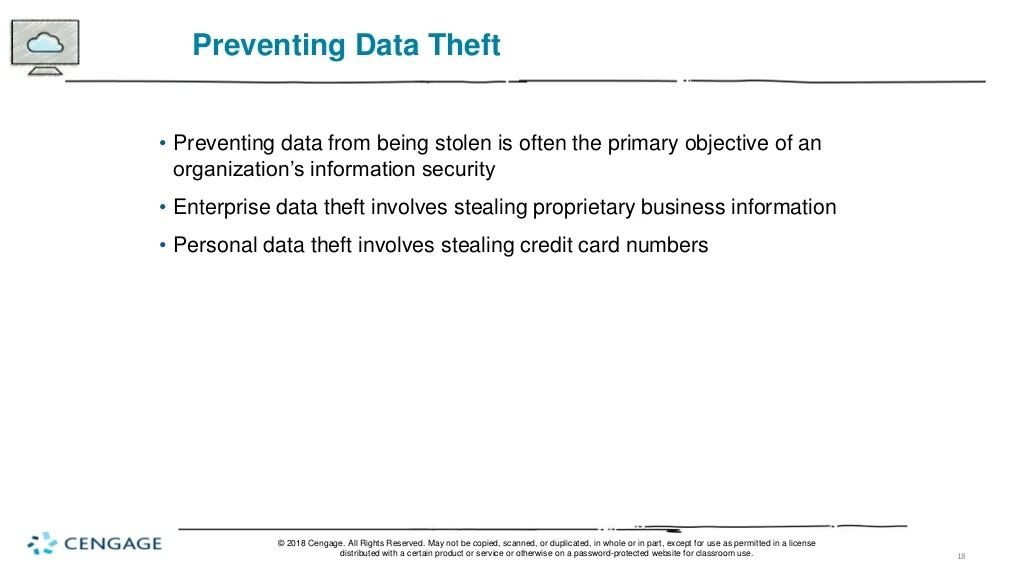 Preventing Data Theft
• Preventing data from being stolen is often the primary objective of an
organization’s information security
• Enterprise data theft involves stealing proprietary business information
• Personal data theft involves stealing credit card numbers
CENGAGE
© 2018 Cengage. All Rights Reserved. May not be copied, scanned, or duplicated, in whole or in part, except for use as permitted in a license
distributed with a certain product or service or otherwise on a password-protected website for classroom use.
18